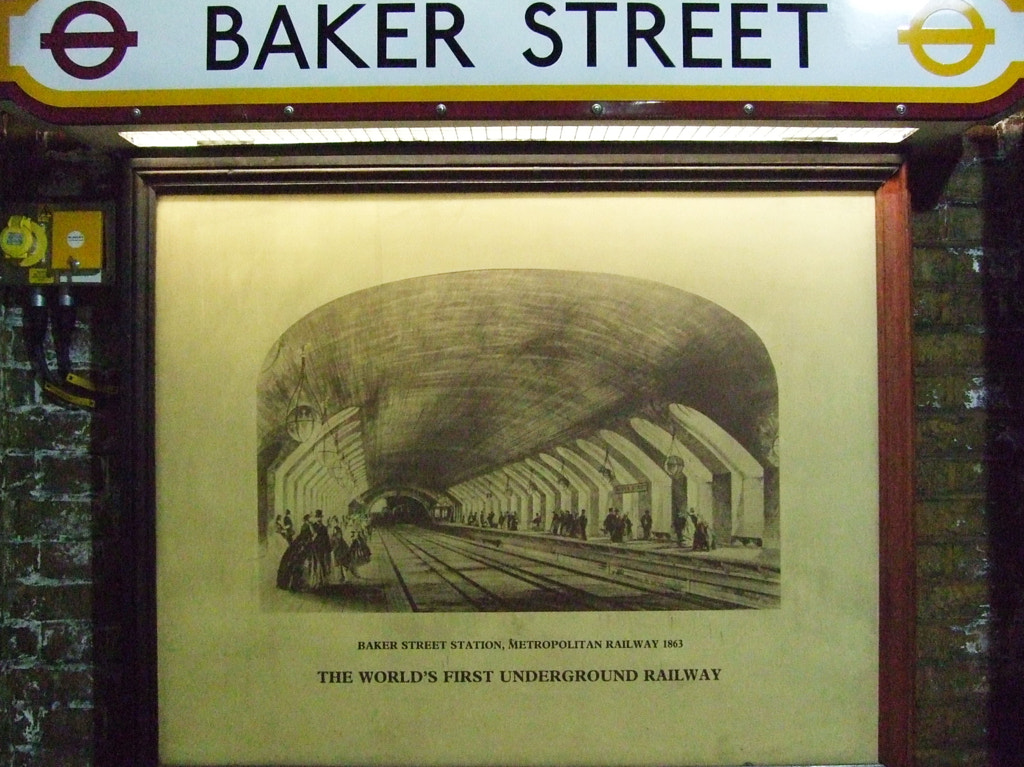 BAKER STREET
BAKER STREET STATION, METROPOLITAN RAILWAY 1863
THE WORLD'S FIRST UNDERGROUND RAILWAY